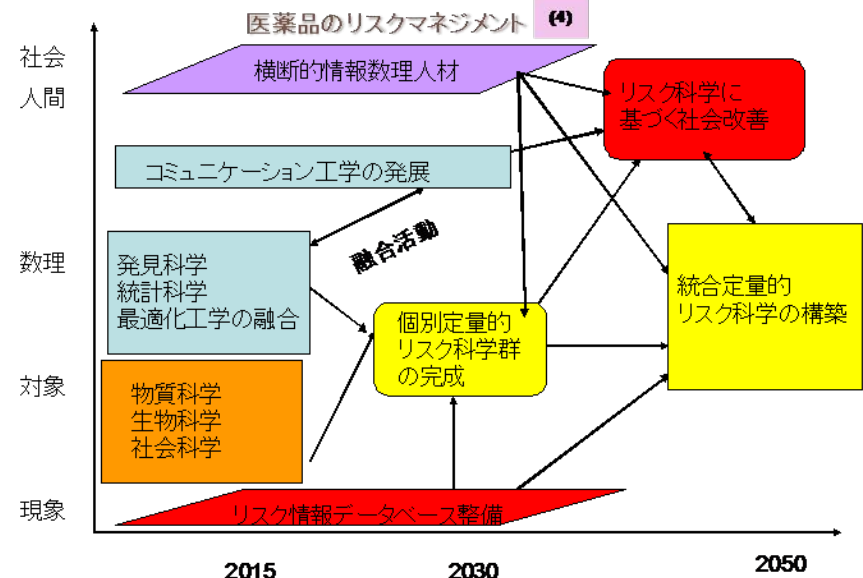 医薬品のリスクマネジメント
(4)
社会
人間
数理
対象
現象
横断的情報数理人材
リスク科学に
基づく社会改善
コミュニケーション工学の発展
融合活動
発見科学
統計科学
最適化工学の融合
個別定量的
リスク科学群
の完成
統合定量的
リスク科学の構築
物質科学
生物科学
社会科学
リスク情報データベース整備
2015
2030
2050